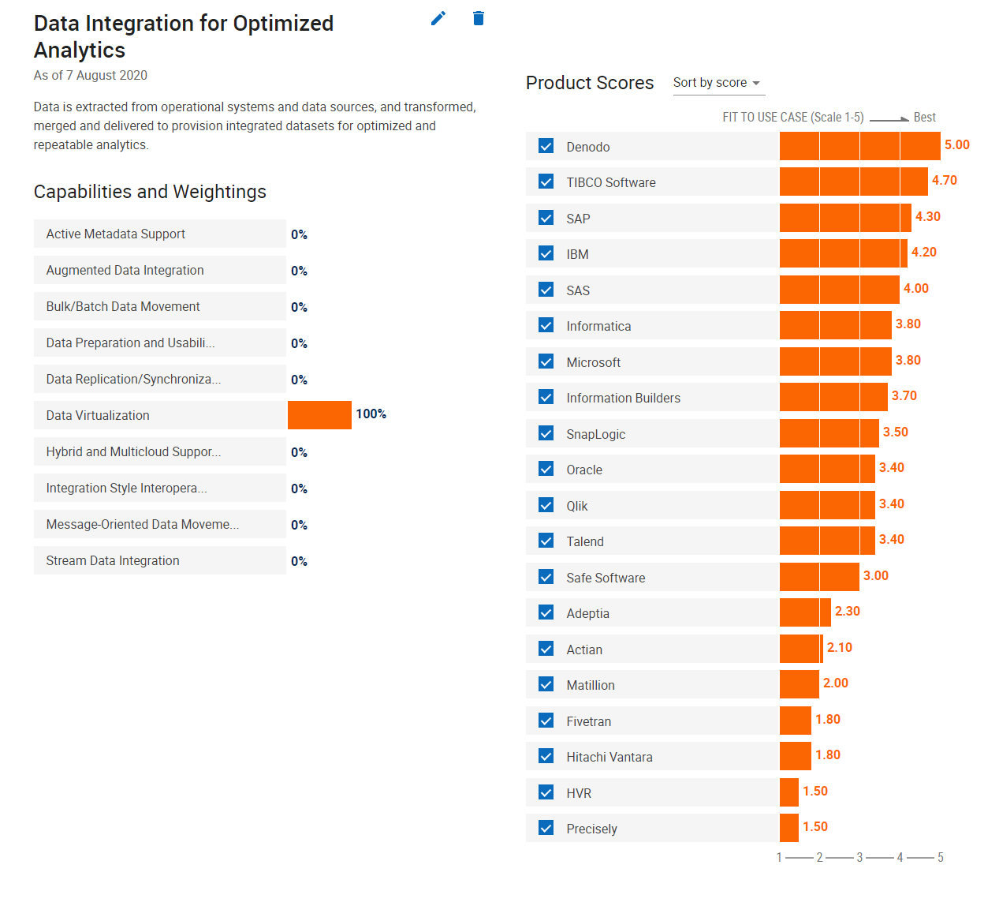 Data Integration for Optimized
Analytics
As of 7 August 2020
Data is extracted from operational systems and data sources, and transformed,
merged and delivered to provision integrated datasets for optimized and
repeatable analytics.
Capabilities and Weightings
Active Metadata Support 0%
Augmented Data Integration 0%
Bulk/Batch Data Movement 0%
Data Preparation and Usabili... 0%
Data Replication/Synchroniza... 0%
Data Virtualization 100%
Hybrid and Multicloud Suppor... 0%
Integration Style Interopera... 0%
Message-Oriented Data Moveme... 0%
Stream Data Integration 0%
Product Scores Sort by score
FIT TO USE CASE (Scale 1-5) Best
Denodo 5.00
TIBCO Software 4.70
SAP 4.30
IBM 4.20
SAS 4.00
Informatica 3.80
Microsoft 3.80
Information Builders 3.70
SnapLogic 3.50
Oracle 3.40
Qlik 3.40
Talend 3.40
Safe Software 3.00
Adeptia 2.30
Actian 2.10
Matillion 2.00
Fivetran 1.80
Hitachi Vantara 1.80
HVR 1.50
Precisely 1.50
1 2 3 4 5